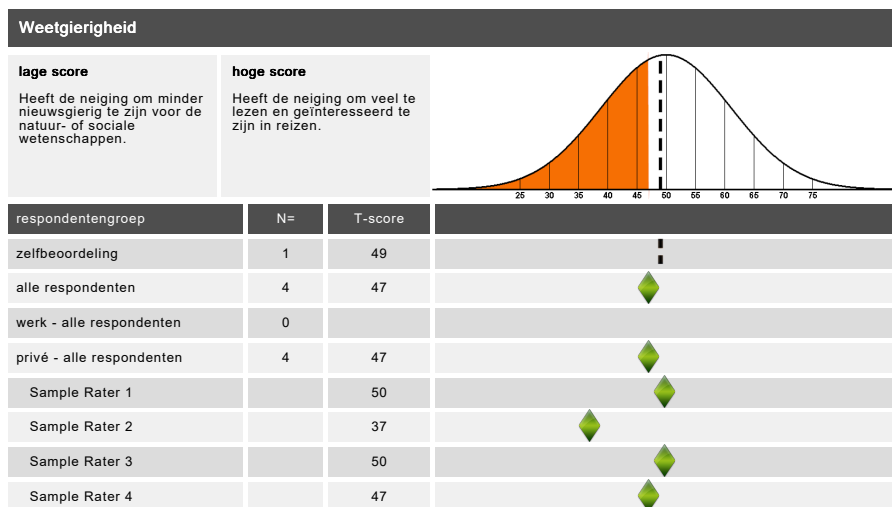 Weetgierigheid
lage score
Heeft de neiging om minder
nieuwsgierig te zijn voor de
natuur- of sociale
wetenschappen.
hoge score
Heeft de neiging om veel te
lezen en geïnteresseerd te
zijn in reizen.
25 30 35 40 45 50 55 60 65 70 75
respondentengroep N= T-score
zelfbeoordeling 1 49
alle respondenten 4 47
werk - alle respondenten 0
privé - alle respondenten 4 47
Sample Rater 1 50
Sample Rater 2 37
Sample Rater 3 50
Sample Rater 4 47